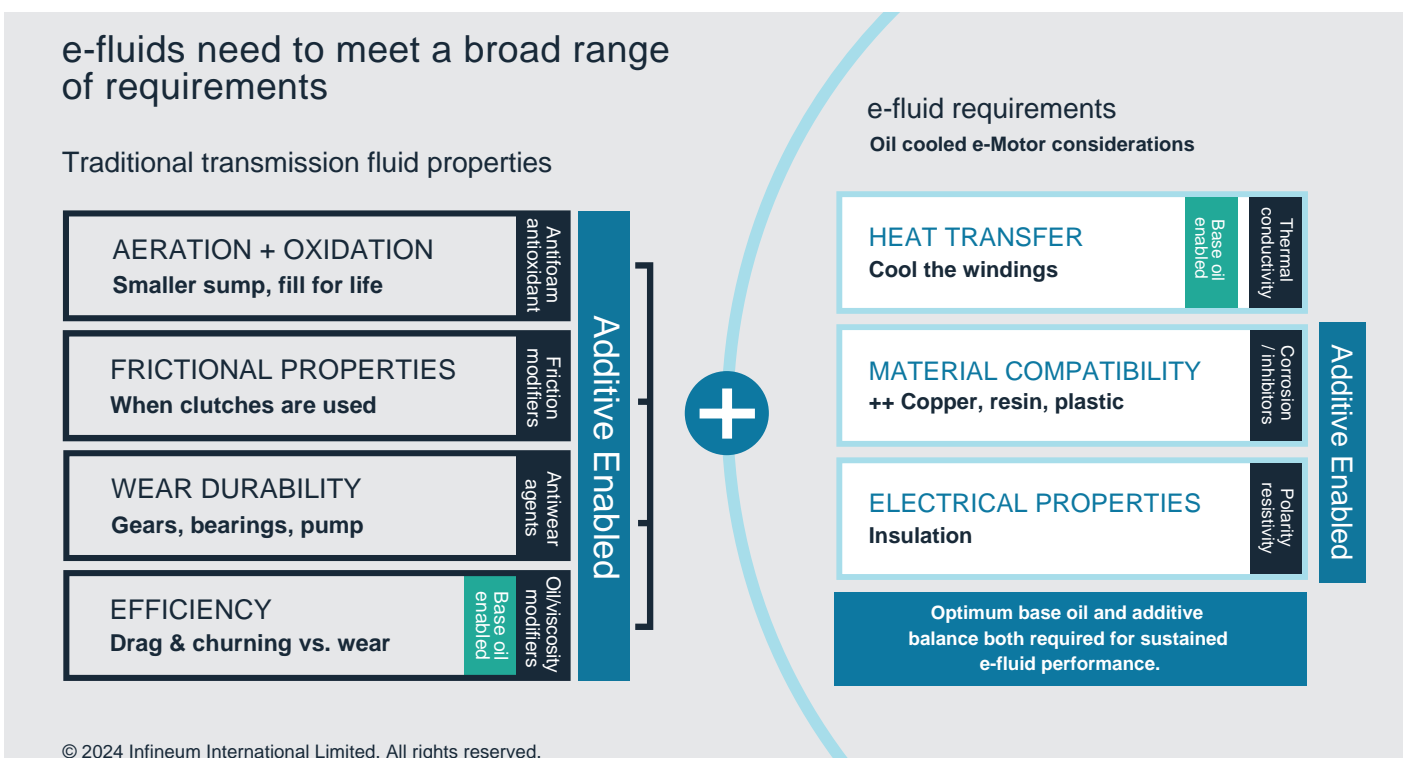 e-fluids need to meet a broad range
of requirements
Traditional transmission fluid properties
AERATION + OXIDATION
Smaller sump, fill for life
Antifoam
antioxidant
FRICTIONAL PROPERTIES
When clutches are used
Friction
modifiers
WEAR DURABILITY
Gears, bearings, pump
Antiwear
agents
EFFICIENCY
Drag & churning vs. wear
Base oil
enabled
Oil/viscosity
modifiers
Additive Enabled
e-fluid requirements
Oil cooled e-Motor considerations
HEAT TRANSFER
Cool the windings
Base oil
enabled
Thermal
conductivity
MATERIAL COMPATIBILITY
++ Copper, resin, plastic
Corrosion
/ inhibitors
ELECTRICAL PROPERTIES
Insulation
Polarity
resistivity
Additive Enabled
Optimum base oil and additive
balance both required for sustained
e-fluid performance.
© 2024 Infineum International Limited. All rights reserved.